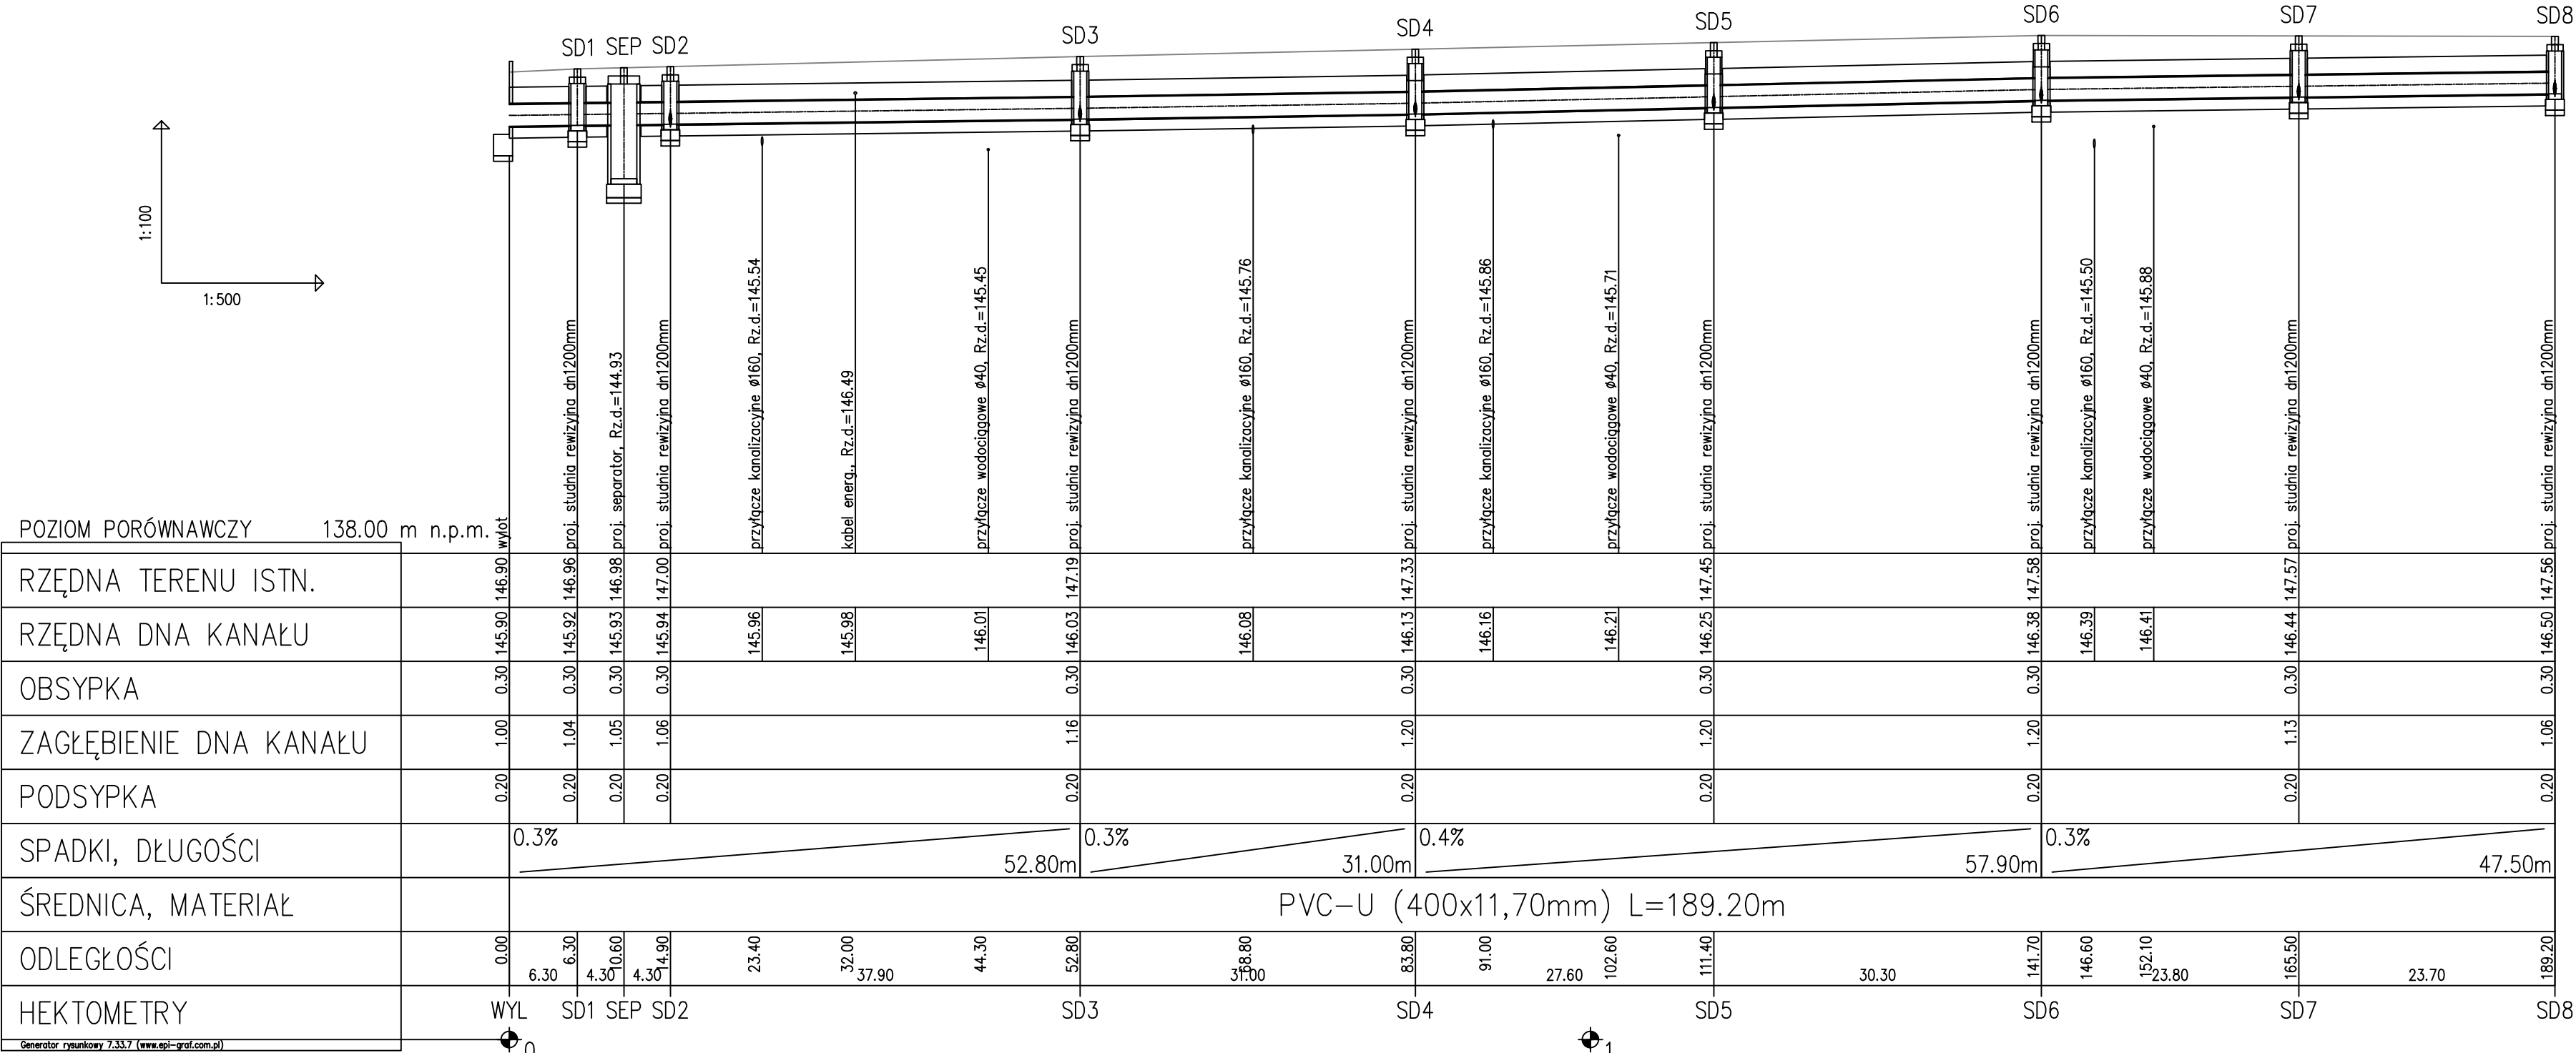 SD1 SEP SD2 SD3 SD4 SD5 SD6 SD7 SD8
1:100
1:500
POZIOM PORÓWNAWCZY 138.00 m n.p.m.
wylot
proj. studnia rewizyjna dn1200mm
proj. separator, Rz.d.=144.93
proj. studnia rewizyjna dn1200mm
przyłącze kanalizacyjne ø160, Rz.d.=145.54
kabel energ., Rz.d.=146.49
przyłącze wodociągowe ø40, Rz.d.=145.45
proj. studnia rewizyjna dn1200mm
przyłącze kanalizacyjne ø160, Rz.d.=145.76
proj. studnia rewizyjna dn1200mm
przyłącze kanalizacyjne ø160, Rz.d.=145.86
przyłącze wodociągowe ø40, Rz.d.=145.71
proj. studnia rewizyjna dn1200mm
proj. studnia rewizyjna dn1200mm
przyłącze kanalizacyjne ø160, Rz.d.=145.50
przyłącze wodociągowe ø40, Rz.d.=145.88
proj. studnia rewizyjna dn1200mm
proj. studnia rewizyjna dn1200mm
RZĘDNA TERENU ISTN. 146.90 146.96 146.98 147.00 147.19 147.33 147.45 147.58 147.57 147.56
RZĘDNA DNA KANAŁU 145.90 145.92 145.93 145.94 145.96 145.98 146.01 146.03 146.08 146.13 146.16 146.21 146.25 146.38 146.39 146.41 146.44 146.50
OBSYPKA 0.30 0.30 0.30 0.30 0.30 0.30 0.30 0.30 0.30 0.30
ZAGŁĘBIENIE DNA KANAŁU 1.00 1.04 1.05 1.06 1.16 1.20 1.20 1.20 1.13 1.06
PODSYPKA 0.20 0.20 0.20 0.20 0.20 0.20 0.20 0.20 0.20 0.20
SPADKI, DŁUGOŚCI 0.3% 52.80m 0.3% 31.00m 0.4% 57.90m 0.3% 47.50m
ŚREDNICA, MATERIAŁ PVC-U (400x11,70mm) L=189.20m
ODLEGŁOŚCI 0.00 6.30 10.60 14.90 23.40 32.00 44.30 52.80 68.80 83.80 91.00 102.60 111.40 141.70 146.60 152.10 165.50 189.20
6.30 4.30 4.30 37.90 31.00 27.60 30.30 23.80 23.70
HEKTOMETRY WYL SD1 SEP SD2 SD3 SD4 SD5 SD6 SD7 SD8
0 1
Generator rysunkowy 7.33.7 (www.epi-graf.com.pl)